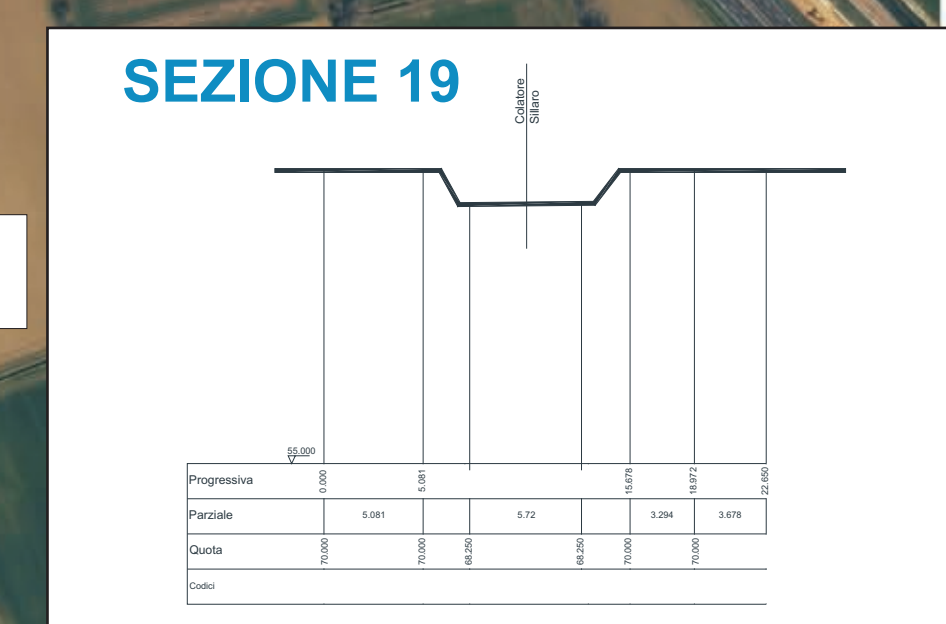 SEZIONE 19
Colatore
Sillaro
55.000
Progressiva 0.000 5.081 15.678 18.972 22.650
Parziale 5.081 5.72 3.294 3.678
Quota 70.000 70.000 68.250 68.250 70.000 70.000
Codici